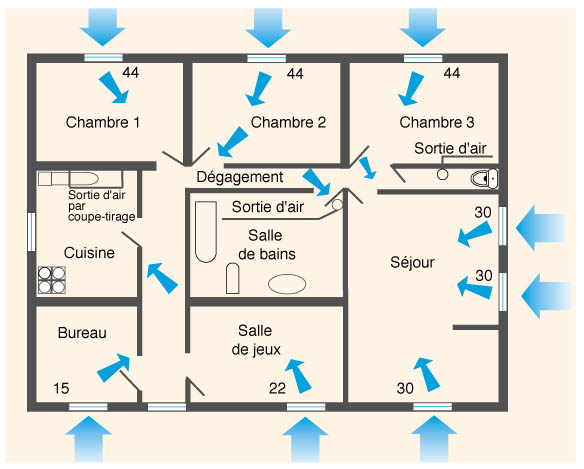 44
44
44
Chambre 1
Chambre 2
Chambre 3
Sortie d'air
Dégagement
Sortie d'air
par
coupe-tirage
Sortie d'air
30
Cuisine
Salle
de bains
Séjour
30
Bureau
Salle
de jeux
15
22
30